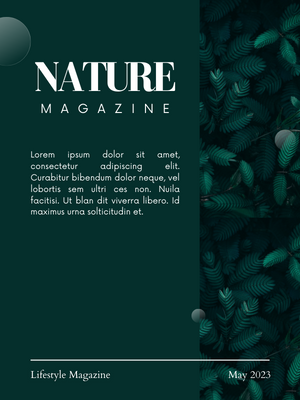 NATURE
MAGAZINE
Lorem ipsum dolor sit amet,
consectetur adipiscing elit.
Curabitur bibendum dolor neque, vel
lobortis sem ultri ces non. Nuila
facitisi. Ut blan dit viverra libero. Id
maximus urna solticitudin et.
Lifestyle Magazine
May 2023